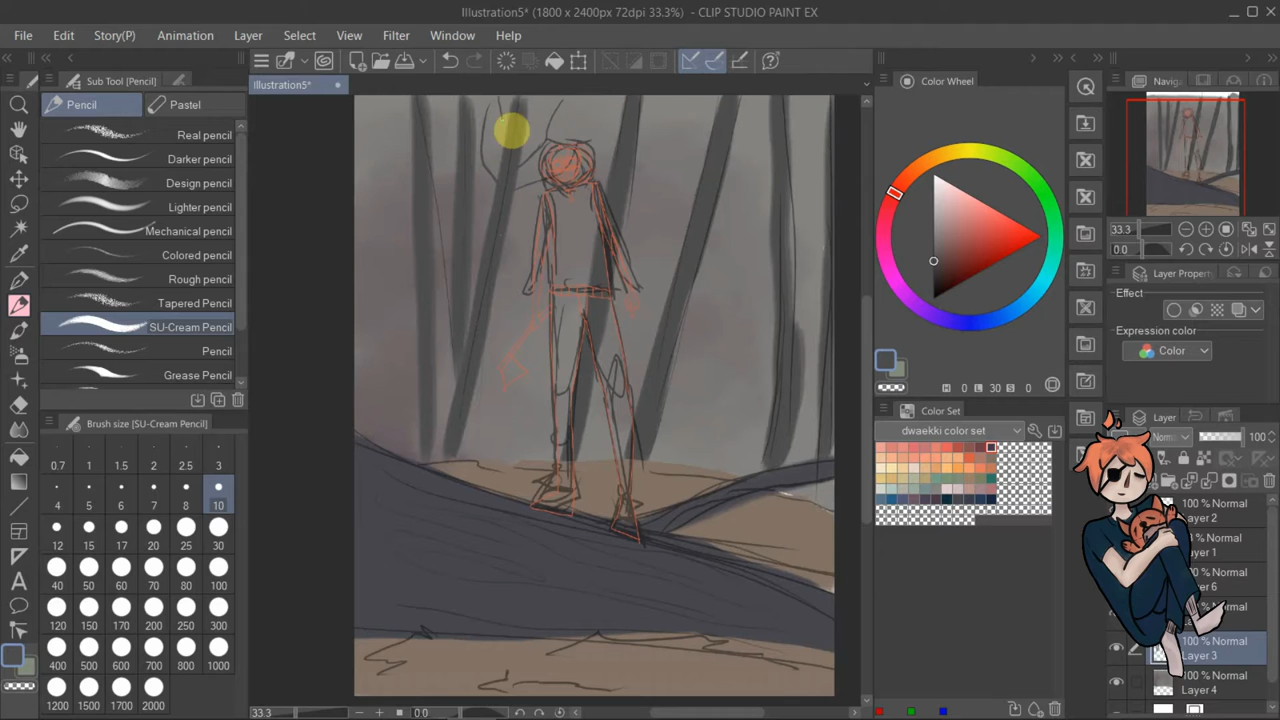 Illustration5* (1800 x 2400px 72dpi 33.3%) - CLIP STUDIO PAINT EX
File Edit Story(P) Animation Layer Select View Filter Window Help
Sub Tool [Pencil]
Illustration5*
Color Wheel
Naviga
Pencil
Pastel
Real pencil
Darker pencil
Design pencil
Lighter pencil
Mechanical pencil
Colored pencil
Rough pencil
Tapered Pencil
SU-Cream Pencil
Pencil
Grease Pencil
Brush size [SU-Cream Pencil]
0.7 1 1.5 2 2.5 3
4 5 6 7 8 10
12 15 17 20 25 30
40 50 60 70 80 100
120 150 170 200 250 300
400 500 600 700 800 1000
1200 1500 1700 2000
33.3
0.0
H 0 L 30 S 0
Color Set
dwaekki color set
33.3
0.0
Layer Property
Effect
Expression color
Color
Layer
Norma
100
100 % Normal
Layer 2
% Normal
Layer 1
% Normal
Layer 6
% Normal
100 % Normal
Layer 3
100 % Normal
Layer 4